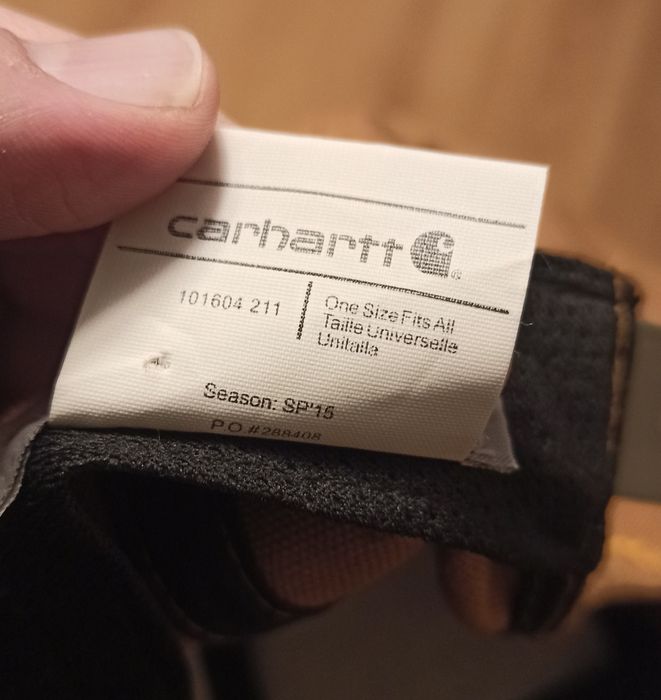 carhartt
101604 211
One Size Fits All
Taille Universelle
Unitalla
Season: SP'15
P.O.#288408